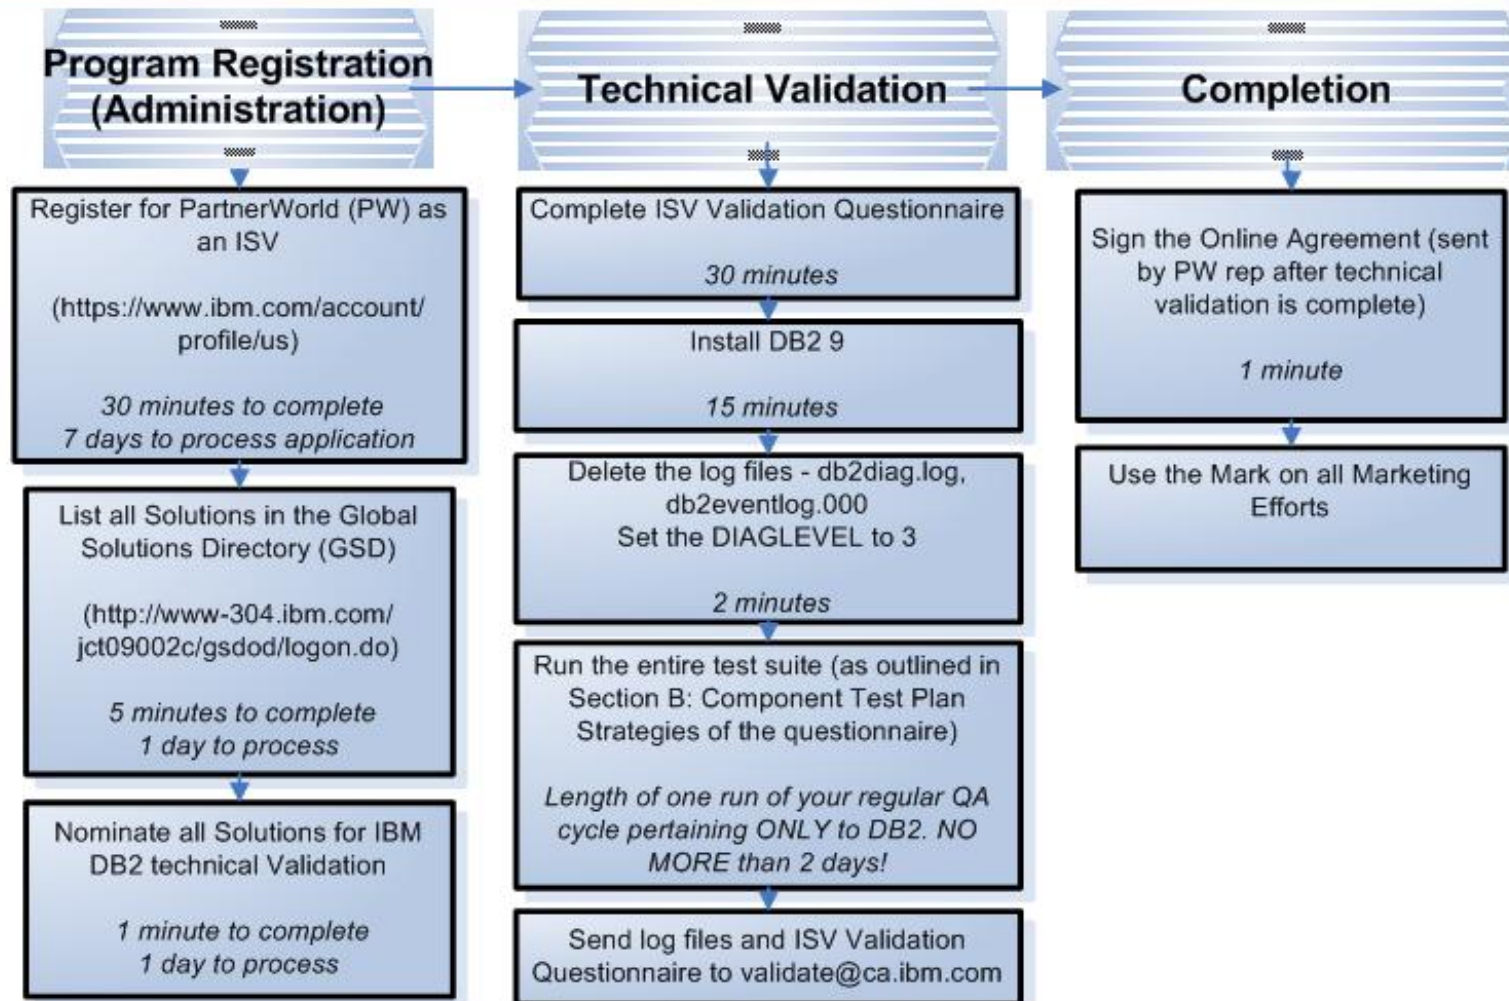 Program Registration
(Administration)
Register for PartnerWorld (PW) as
an ISV
(https://www.ibm.com/account/
profile/us)
30 minutes to complete
7 days to process application
List all Solutions in the Global
Solutions Directory (GSD)
(http://www-304.ibm.com/
jct09002c/gsdod/logon.do)
5 minutes to complete
1 day to process
Nominate all Solutions for IBM
DB2 technical Validation
1 minute to complete
1 day to process
Technical Validation
Complete ISV Validation Questionnaire
30 minutes
Install DB2 9
15 minutes
Delete the log files - db2diag.log,
db2eventlog.000
Set the DIAGLEVEL to 3
2 minutes
Run the entire test suite (as outlined in
Section B: Component Test Plan
Strategies of the questionnaire)
Length of one run of your regular QA
cycle pertaining ONLY to DB2. NO
MORE than 2 days!
Send log files and ISV Validation
Questionnaire to validate@ca.ibm.com
Completion
Sign the Online Agreement (sent
by PW rep after technical
validation is complete)
1 minute
Use the Mark on all Marketing
Efforts